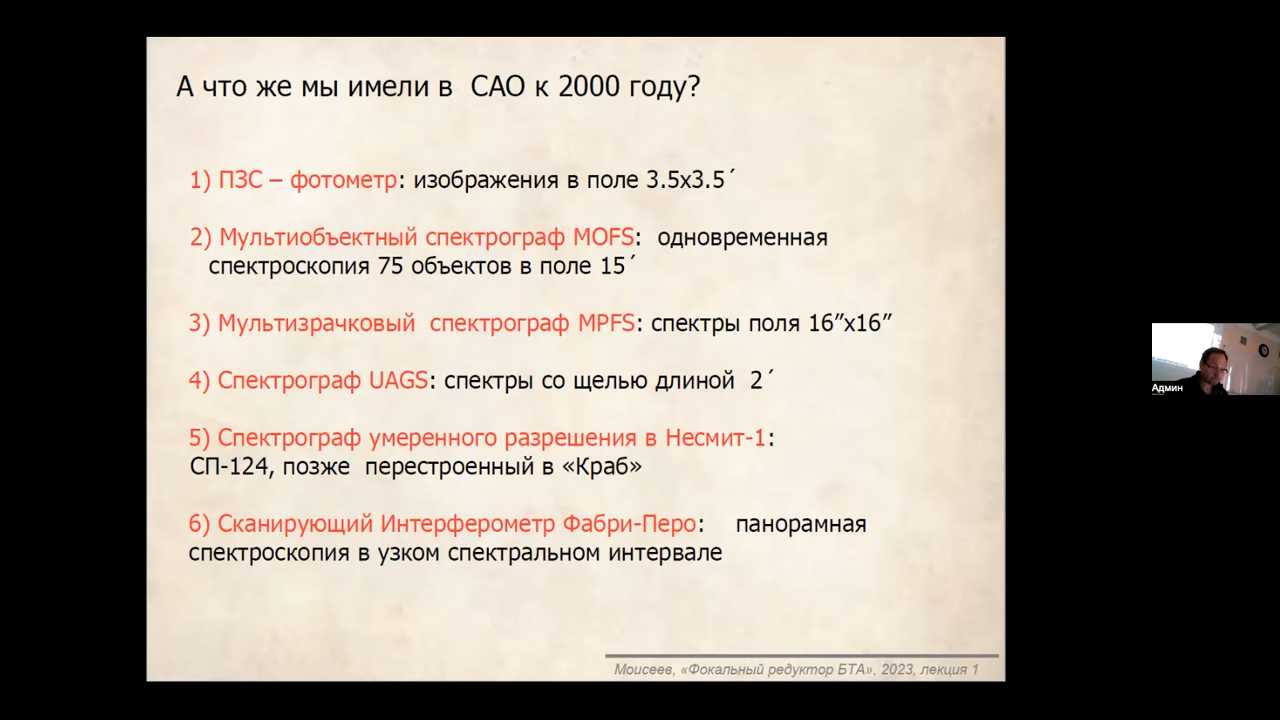 А что же мы имели в САО к 2000 году?
1) ПЗС – фотометр: изображения в поле 3.5x3.5´
2) Мультиобъектный спектрограф MOFS: одновременная
спектроскопия 75 объектов в поле 15´
3) Мультизрачковый спектрограф MPFS: спектры поля 16”x16”
4) Спектрограф UAGS: спектры со щелью длиной 2´
5) Спектрограф умеренного разрешения в Несмит-1:
СП-124, позже перестроенный в «Краб»
6) Сканирующий Интерферометр Фабри-Перо: панорамная
спектроскопия в узком спектральном интервале
Моисеев, «Фокальный редуктор БТА», 2023, лекция 1
Админ